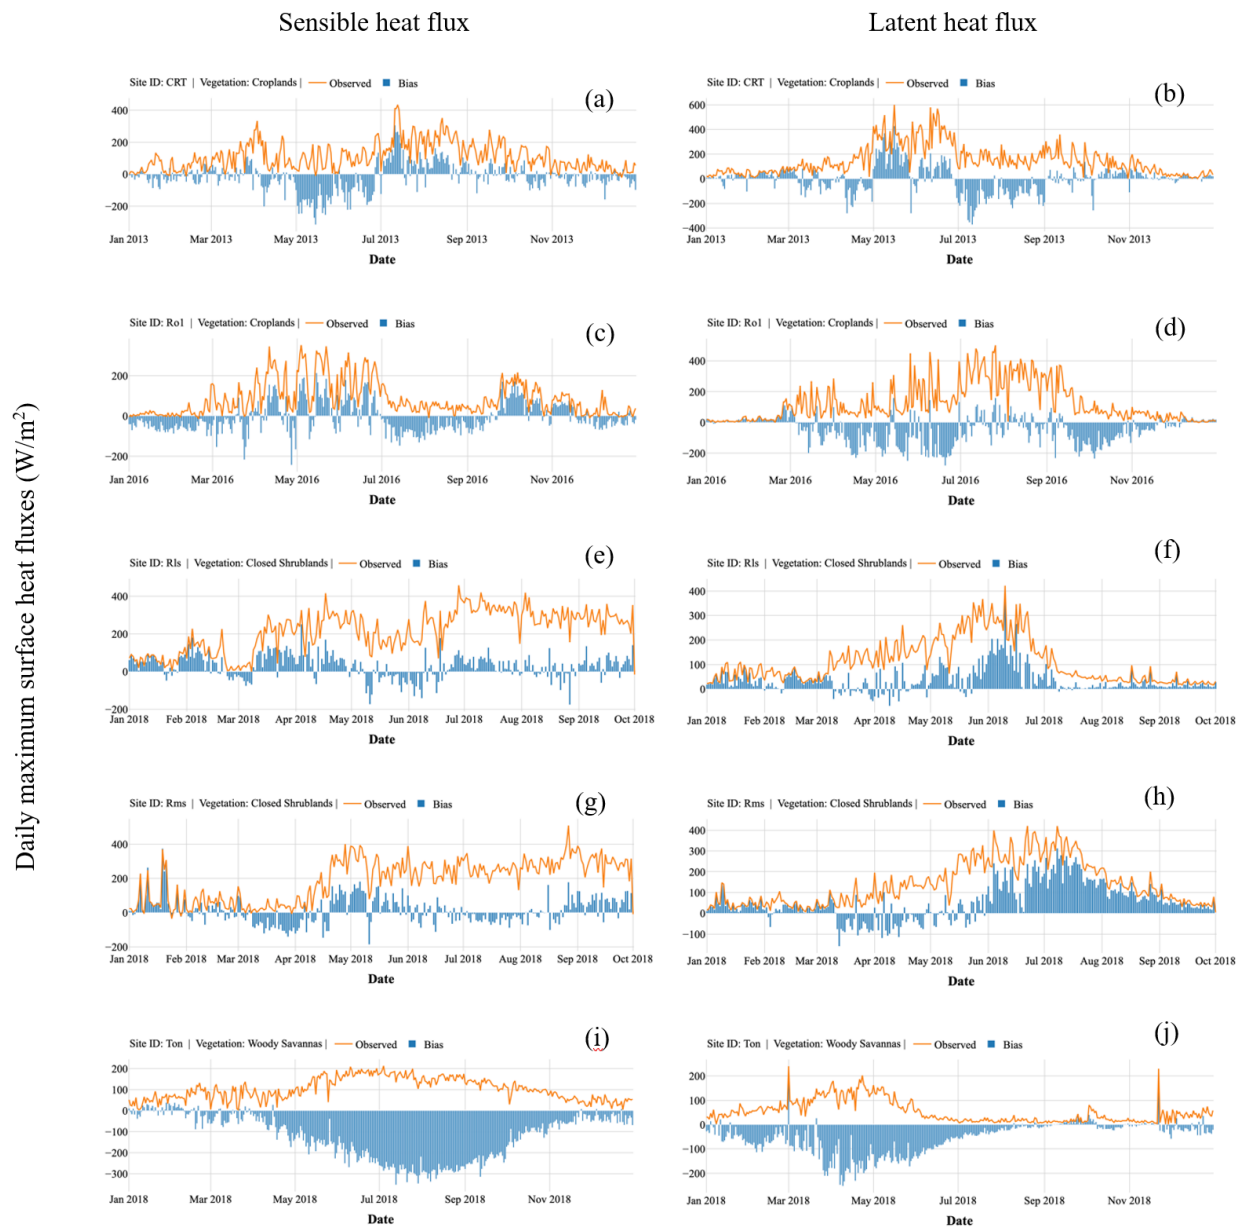 Sensible heat flux
Latent heat flux
Daily maximum surface heat fluxes (W/m²)
Site ID: CRT | Vegetation: Croplands | Observed Bias
(a)
400
200
0
−200
Jan 2013 Mar 2013 May 2013 Jul 2013 Sep 2013 Nov 2013
Date
Site ID: CRT | Vegetation: Croplands | Observed Bias
(b)
600
400
200
0
−200
−400
Jan 2013 Mar 2013 May 2013 Jul 2013 Sep 2013 Nov 2013
Date
Site ID: Ro1 | Vegetation: Croplands | Observed Bias
(c)
200
0
−200
Jan 2016 Mar 2016 May 2016 Jul 2016 Sep 2016 Nov 2016
Date
Site ID: Ro1 | Vegetation: Croplands | Observed Bias
(d)
400
200
0
−200
Jan 2016 Mar 2016 May 2016 Jul 2016 Sep 2016 Nov 2016
Date
Site ID: Rls | Vegetation: Closed Shrublands | Observed Bias
(e)
400
200
0
−200
Jan 2018 Feb 2018 Mar 2018 Apr 2018 May 2018 Jun 2018 Jul 2018 Aug 2018 Sep 2018 Oct 2018
Date
Site ID: Rls | Vegetation: Closed Shrublands | Observed Bias
(f)
400
300
200
100
0
Jan 2018 Feb 2018 Mar 2018 Apr 2018 May 2018 Jun 2018 Jul 2018 Aug 2018 Sep 2018 Oct 2018
Date
Site ID: Rms | Vegetation: Closed Shrublands | Observed Bias
(g)
400
200
0
−200
Jan 2018 Feb 2018 Mar 2018 Apr 2018 May 2018 Jun 2018 Jul 2018 Aug 2018 Sep 2018 Oct 2018
Date
Site ID: Rms | Vegetation: Closed Shrublands | Observed Bias
(h)
400
300
200
100
0
−100
Jan 2018 Feb 2018 Mar 2018 Apr 2018 May 2018 Jun 2018 Jul 2018 Aug 2018 Sep 2018 Oct 2018
Date
Site ID: Ton | Vegetation: Woody Savannas | Observed Bias
(i)
200
100
0
−100
−200
−300
Jan 2018 Mar 2018 May 2018 Jul 2018 Sep 2018 Nov 2018
Date
Site ID: Ton | Vegetation: Woody Savannas | Observed Bias
(j)
200
100
0
−100
−200
Jan 2018 Mar 2018 May 2018 Jul 2018 Sep 2018 Nov 2018
Date